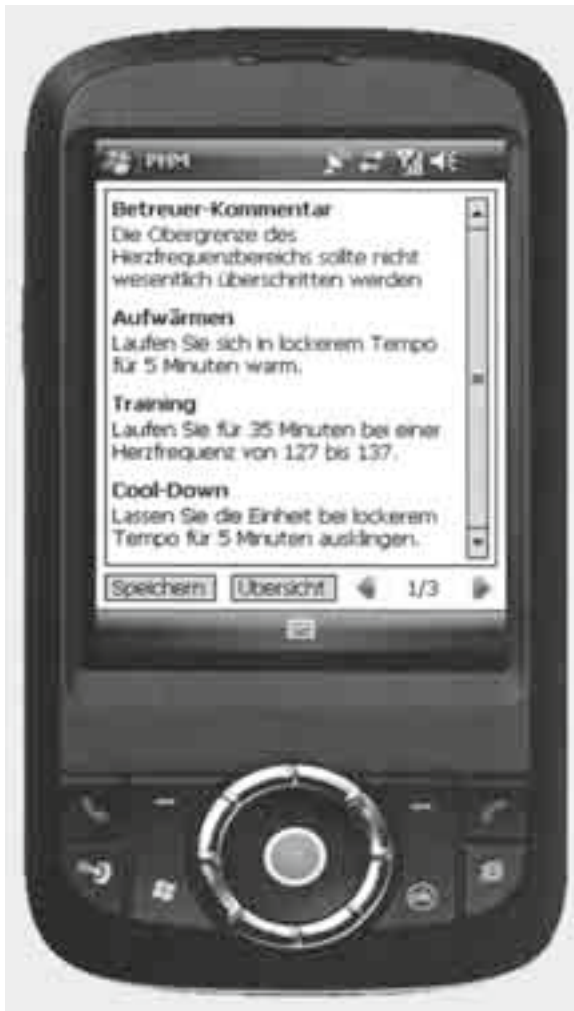 PHM
Betreuer-Kommentar
Die Obergrenze des
Herzfrequenzbereichs sollte nicht
wesentlich überschritten werden
Aufwärmen
Laufen Sie sich in lockerem Tempo
für 5 Minuten warm.
Training
Laufen Sie für 35 Minuten bei einer
Herzfrequenz von 127 bis 137.
Cool-Down
Lassen Sie die Einheit bei lockerem
Tempo für 5 Minuten ausklingen.
Speichern Übersicht 1/3